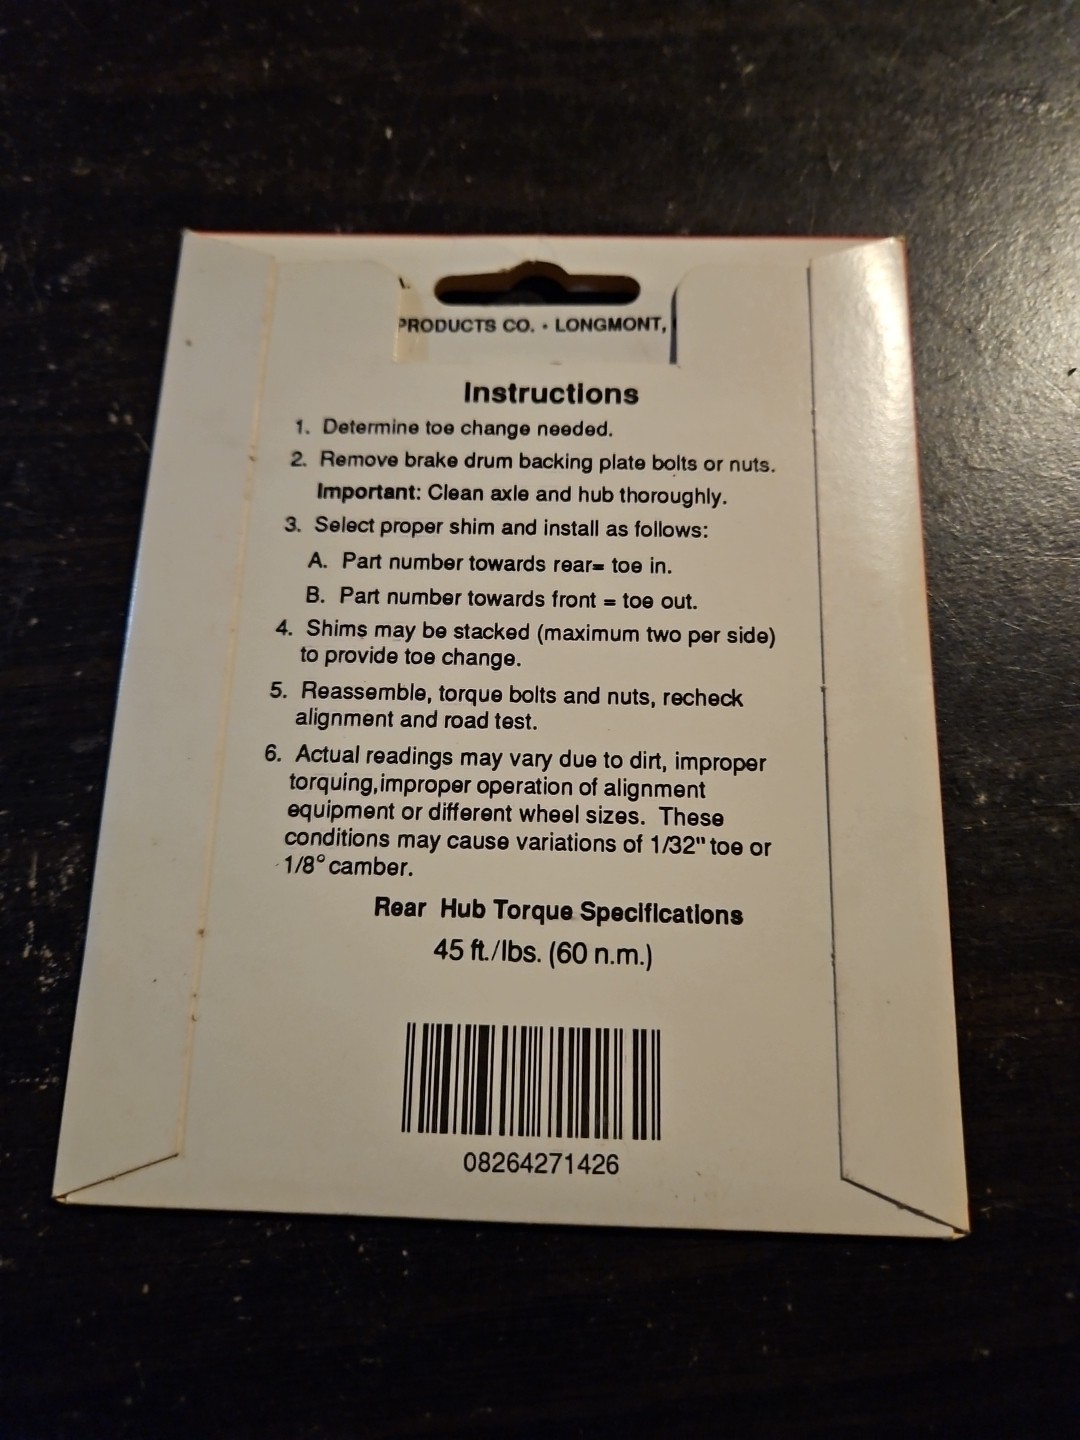 PRODUCTS CO. • LONGMONT,
Instructions
1. Determine toe change needed.
2. Remove brake drum backing plate bolts or nuts.
Important: Clean axle and hub thoroughly.
3. Select proper shim and install as follows:
A. Part number towards rear= toe in.
B. Part number towards front = toe out.
4. Shims may be stacked (maximum two per side)
to provide toe change.
5. Reassemble, torque bolts and nuts, recheck
alignment and road test.
6. Actual readings may vary due to dirt, improper
torquing,improper operation of alignment
equipment or different wheel sizes. These
conditions may cause variations of 1/32" toe or
1/8° camber.
Rear Hub Torque Specifications
45 ft./lbs. (60 n.m.)
08264271426